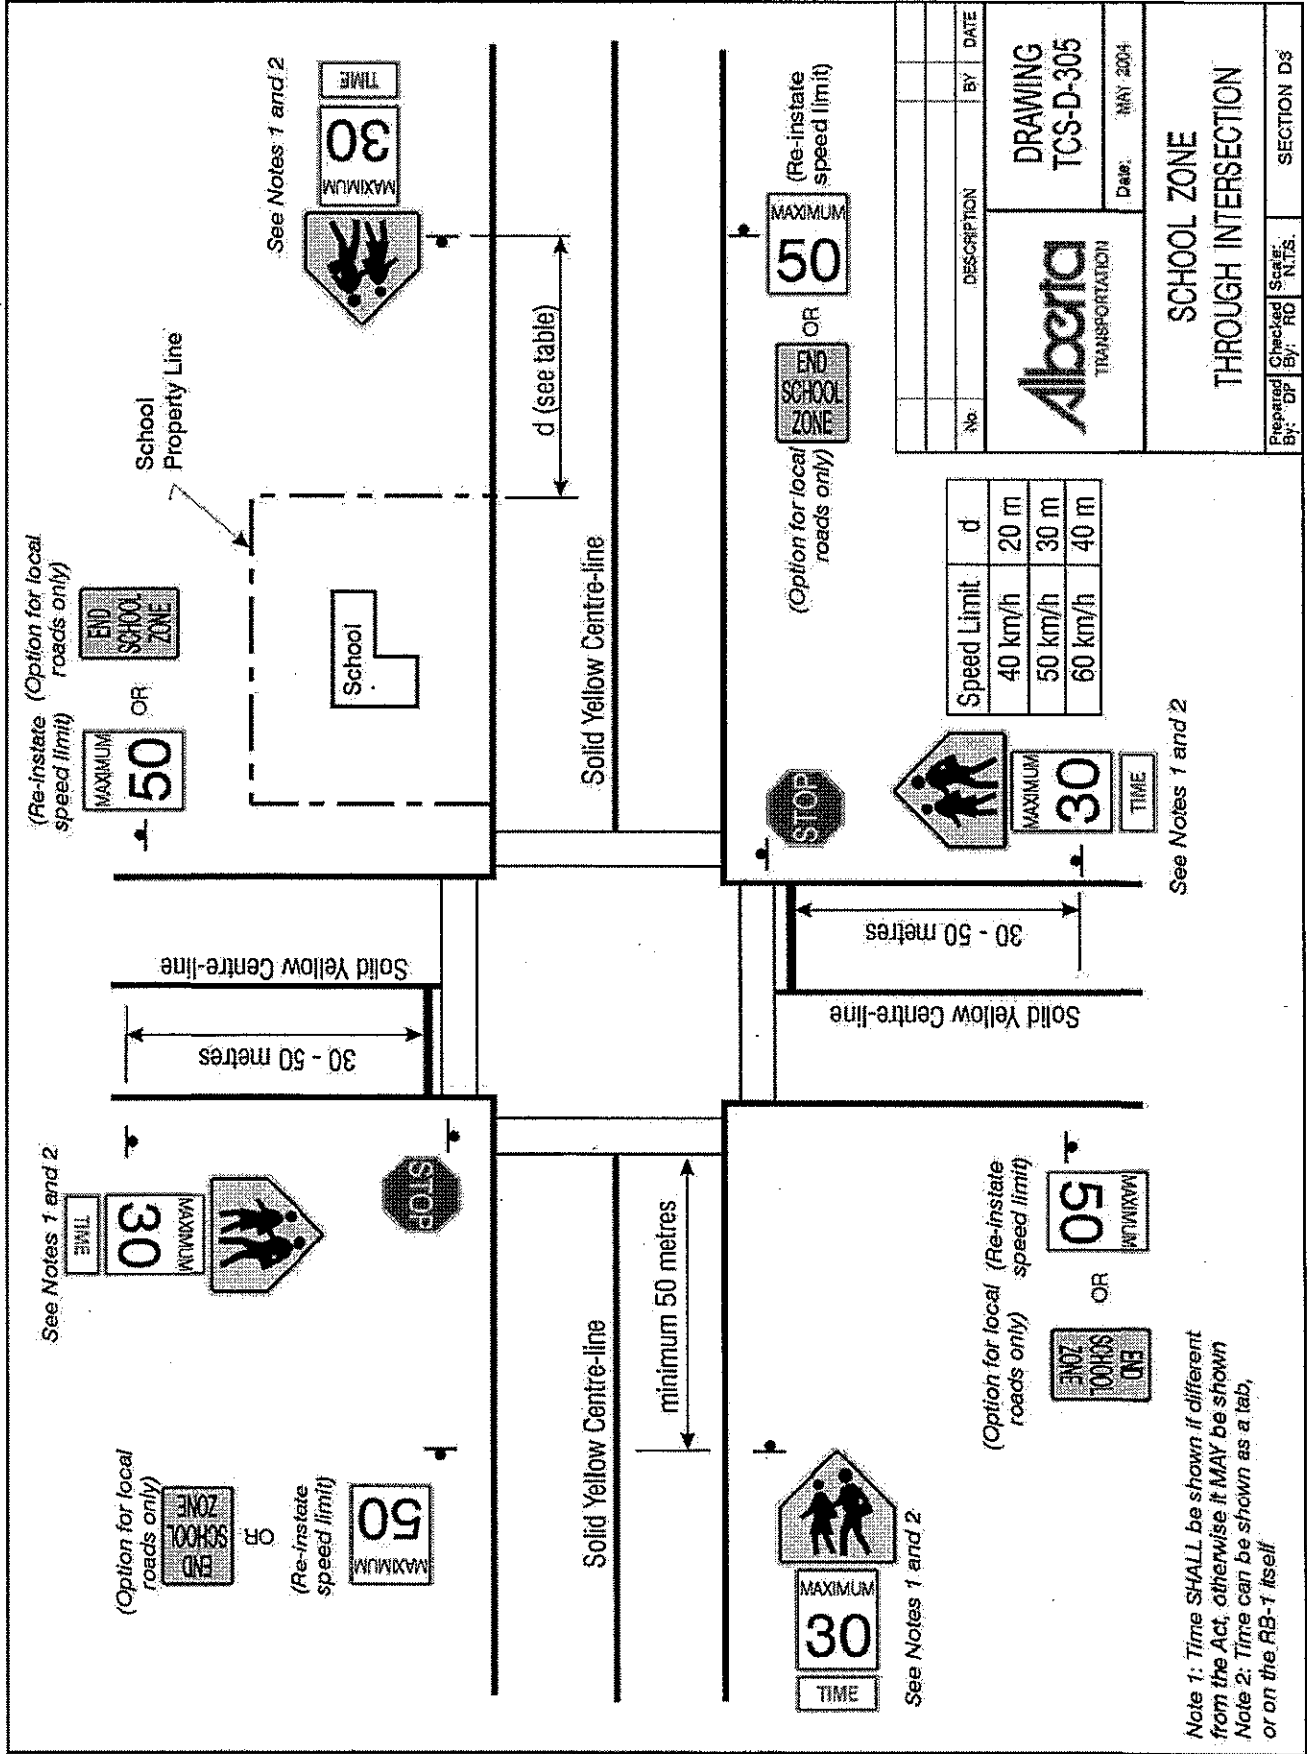 See Notes 1 and 2
TIME
30
MAXIMUM
STOP
30 - 50 metres
Solid Yellow Centre-line
(Re-instate
speed limit)
MAXIMUM
50
OR
(Option for local
roads only)
END
SCHOOL
ZONE
School
Property Line
School
See Notes 1 and 2
MAXIMUM
30
TIME
d (see table)
(Option for local
roads only)
END
SCHOOL
ZONE
OR
(Re-instate
speed limit)
MAXIMUM
50
Solid Yellow Centre-line
Solid Yellow Centre-line
minimum 50 metres
TIME
MAXIMUM
30
See Notes 1 and 2
(Option for local
roads only)
END
SCHOOL
ZONE
OR
(Re-instate
speed limit)
50
MAXIMUM
Solid Yellow Centre-line
30 - 50 metres
STOP
MAXIMUM
30
TIME
See Notes 1 and 2
(Option for local
roads only)
END
SCHOOL
ZONE
OR
MAXIMUM
50
(Re-instate
speed limit)
Speed Limit d
40 km/h 20 m
50 km/h 30 m
60 km/h 40 m
Note 1: Time SHALL be shown if different
from the Act, otherwise it MAY be shown
Note 2: Time can be shown as a tab,
or on the RB-1 itself
No. DESCRIPTION BY DATE
Alberta
TRANSPORTATION
DRAWING
TCS-D-305
Date: MAY 2004
SCHOOL ZONE
THROUGH INTERSECTION
Prepared By: DP
Checked By: RD
Scale: N.T.S.
SECTION D3